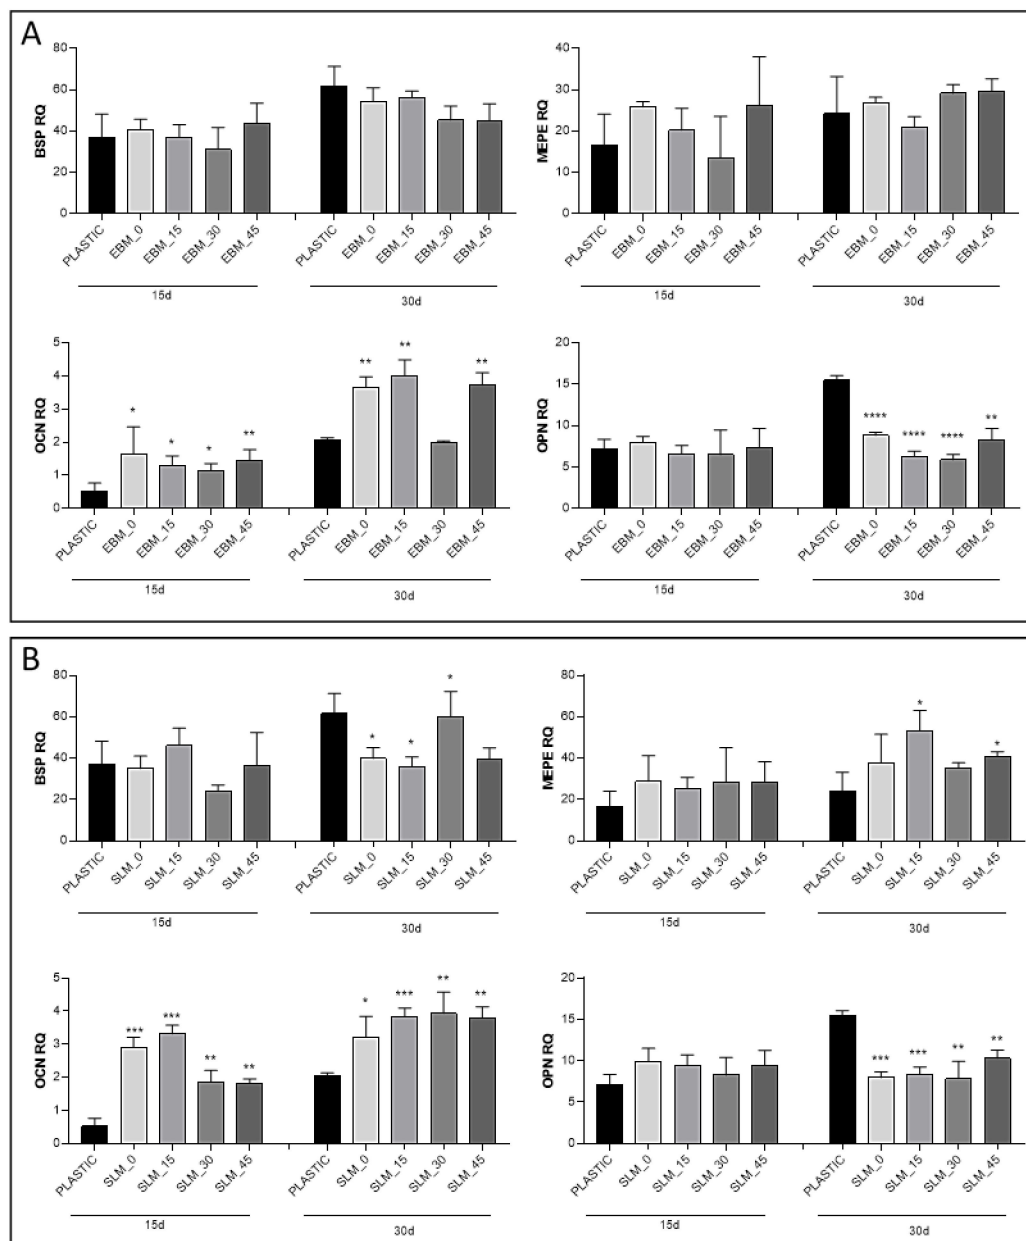 A
BSP RQ
80
60
40
20
0
PLASTIC
EBM_0
EBM_15
EBM_30
EBM_45
PLASTIC
EBM_0
EBM_15
EBM_30
EBM_45
15d
30d
MEPE RQ
40
30
20
10
0
PLASTIC
EBM_0
EBM_15
EBM_30
EBM_45
PLASTIC
EBM_0
EBM_15
EBM_30
EBM_45
15d
30d
OCN RQ
5
4
3
2
1
0
* * * ** ** ** **
PLASTIC
EBM_0
EBM_15
EBM_30
EBM_45
PLASTIC
EBM_0
EBM_15
EBM_30
EBM_45
15d
30d
OPN RQ
20
15
10
5
0
**** **** **** **
PLASTIC
EBM_0
EBM_15
EBM_30
EBM_45
PLASTIC
EBM_0
EBM_15
EBM_30
EBM_45
15d
30d
B
BSP RQ
80
60
40
20
0
* * *
PLASTIC
SLM_0
SLM_15
SLM_30
SLM_45
PLASTIC
SLM_0
SLM_15
SLM_30
SLM_45
15d
30d
MEPE RQ
80
60
40
20
0
* *
PLASTIC
SLM_0
SLM_15
SLM_30
SLM_45
PLASTIC
SLM_0
SLM_15
SLM_30
SLM_45
15d
30d
OCN RQ
5
4
3
2
1
0
*** *** ** ** * *** ** **
PLASTIC
SLM_0
SLM_15
SLM_30
SLM_45
PLASTIC
SLM_0
SLM_15
SLM_30
SLM_45
15d
30d
OPN RQ
20
15
10
5
0
*** *** ** **
PLASTIC
SLM_0
SLM_15
SLM_30
SLM_45
PLASTIC
SLM_0
SLM_15
SLM_30
SLM_45
15d
30d